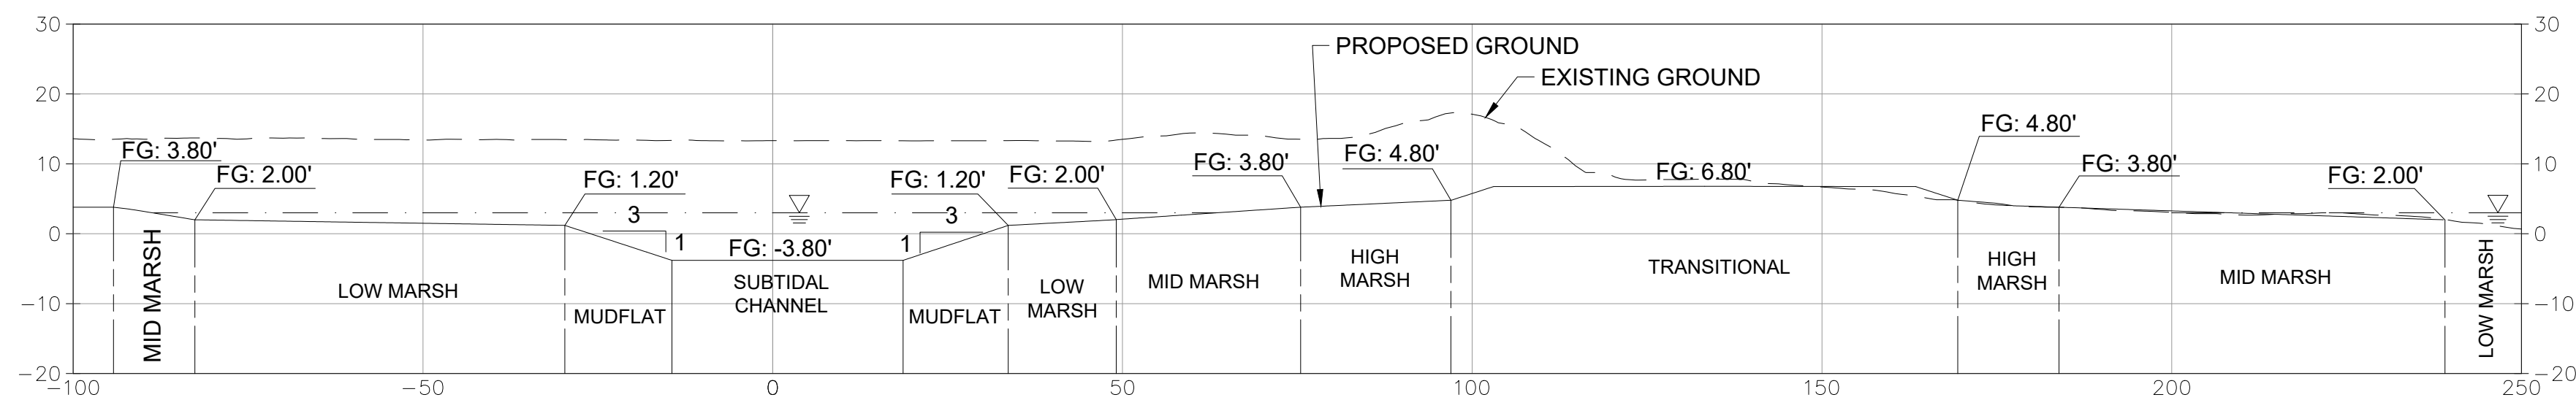 30
30
PROPOSED GROUND
EXISTING GROUND
20
20
FG: 4.80'
FG: 3.80'
FG: 2.00'
FG: 1.20'
FG: 1.20'
FG: 2.00'
FG: 3.80'
FG: 4.80'
FG: 6.80'
FG: 3.80'
FG: 2.00'
10
10
3
1
FG: -3.80'
3
1
0
0
MID MARSH
LOW MARSH
MUDFLAT
SUBTIDAL
CHANNEL
MUDFLAT
LOW
MARSH
MID MARSH
HIGH
MARSH
TRANSITIONAL
HIGH
MARSH
MID MARSH
LOW MARSH
-10
-10
-20
-20
-100
-50
0
50
100
150
200
250